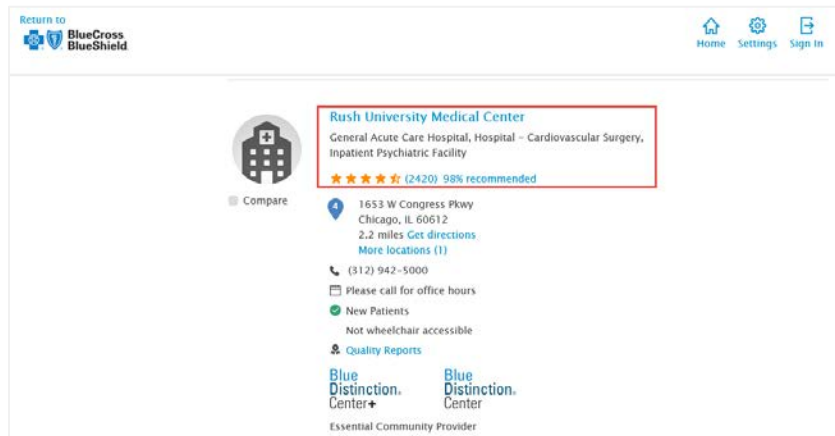 Return to
BlueCross
BlueShield
Home Settings Sign In
Rush University Medical Center
General Acute Care Hospital, Hospital - Cardiovascular Surgery,
Inpatient Psychiatric Facility
(2420) 98% recommended
Compare
4
1653 W Congress Pkwy
Chicago, IL 60612
2.2 miles Get directions
More locations (1)
(312) 942-5000
Please call for office hours
New Patients
Not wheelchair accessible
Quality Reports
Blue
Distinction.
Center+
Blue
Distinction.
Center
Essential Community Provider